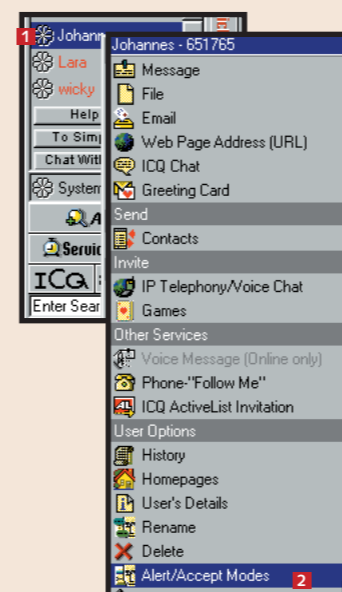 1 Johann
Lara
wicky
Help
To Simp
Chat With
System
A
Servic
ICQ
Enter Sear
Johannes - 651765
Message
File
Email
Web Page Address (URL)
ICQ Chat
Greeting Card
Send
Contacts
Invite
IP Telephony/Voice Chat
Games
Other Services
Voice Message (Online only)
Phone-"Follow Me"
ICQ ActiveList Invitation
User Options
History
Homepages
User's Details
Rename
Delete
Alert/Accept Modes 2